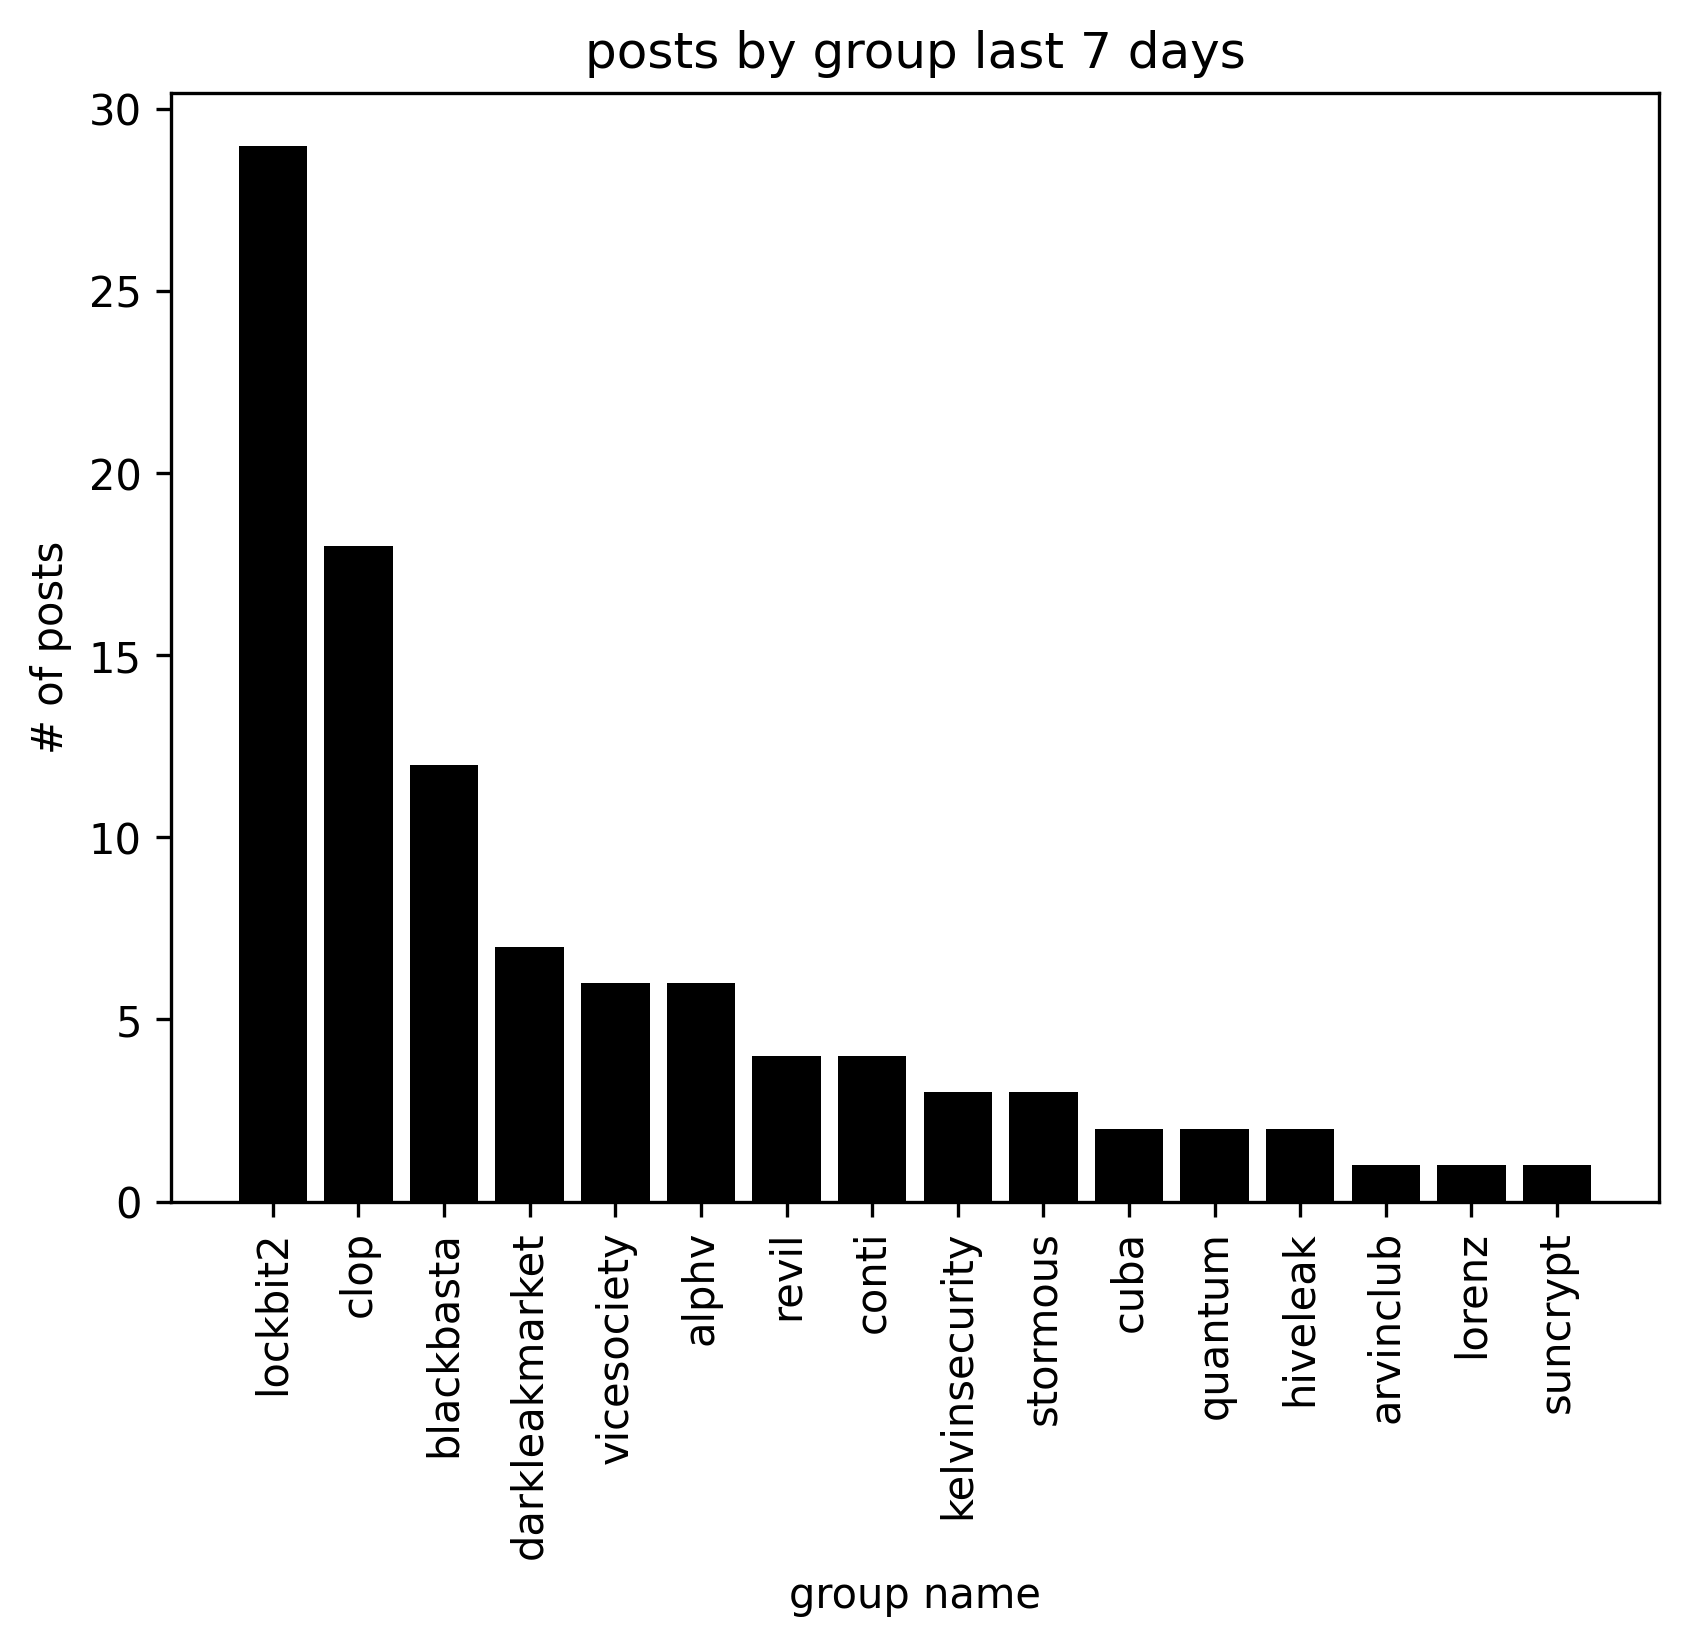 posts by group last 7 days
30
25
20
15
10
5
0
# of posts
lockbit2
clop
blackbasta
darkleakmarket
vicesociety
alphv
revil
conti
kelvinsecurity
stormous
cuba
quantum
hiveleak
arvinclub
lorenz
suncrypt
group name